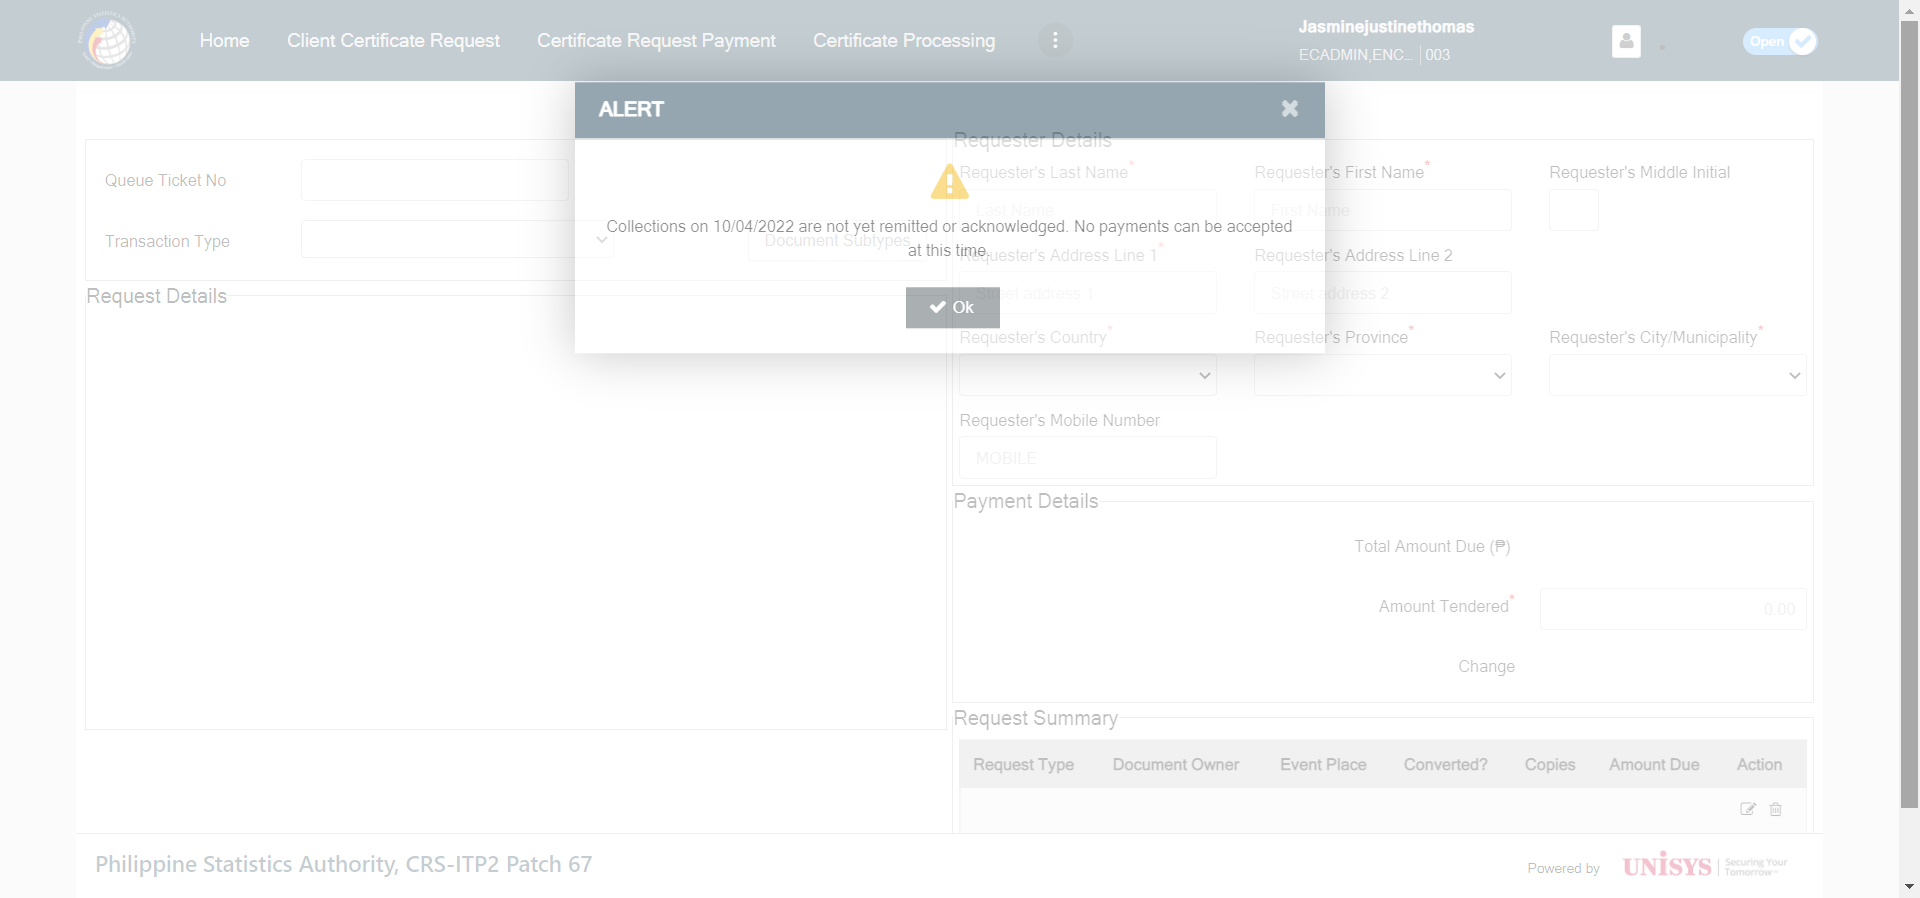 Home
Client Certificate Request
Certificate Request Payment
Certificate Processing
Jasminejustinethomas
ECADMIN,ENC... 003
Open
ALERT
Collections on 10/04/2022 are not yet remitted or acknowledged. No payments can be accepted
at this time.
Ok
Queue Ticket No
Transaction Type
Document Subtypes
Request Details
Requester Details
Requester's Last Name*
Requester's First Name*
Requester's Middle Initial
Last Name
First Name
Requester's Address Line 1*
Requester's Address Line 2
Street address 1
Street address 2
Requester's Country*
Requester's Province*
Requester's City/Municipality*
Requester's Mobile Number
MOBILE
Payment Details
Total Amount Due (₱)
Amount Tendered*
0.00
Change
Request Summary
Request Type
Document Owner
Event Place
Converted?
Copies
Amount Due
Action
Philippine Statistics Authority, CRS-ITP2 Patch 67
Powered by
UNISYS
Securing Your
Tomorrow